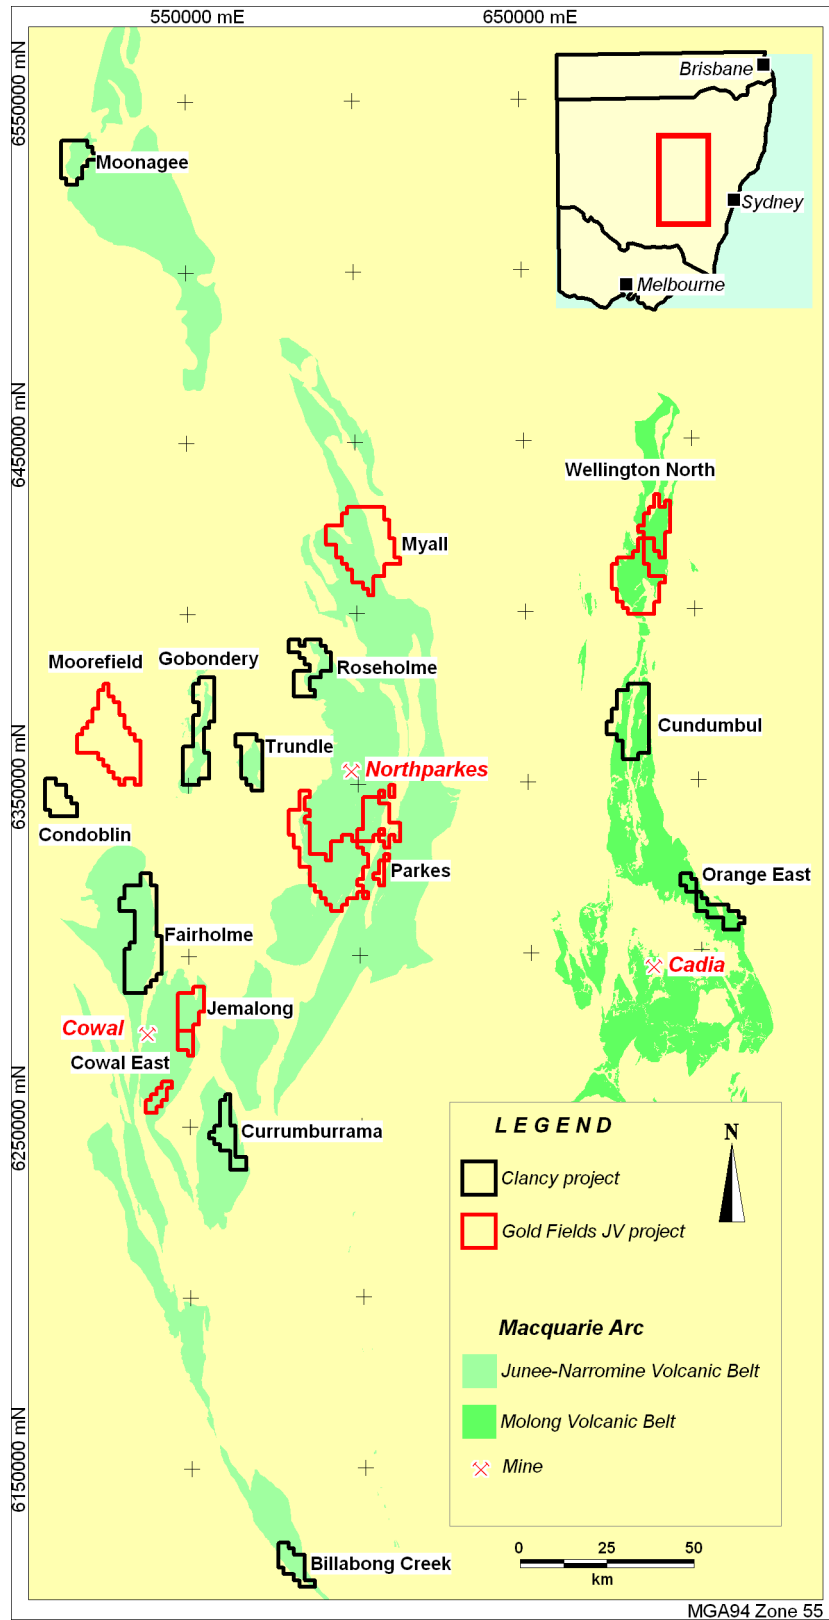 550000 mE
650000 mE
6550000 mN
Brisbane
Moonagee
Sydney
Melbourne
6450000 mN
Wellington North
Myall
Moorefield
Gobondery
Roseholme
Cundumbul
Trundle
Northparkes
6350000 mN
Condoblin
Parkes
Orange East
Fairholme
Cadia
Jemalong
Cowal
Cowal East
6250000 mN
Currumburrama
LEGEND
N
Clancy project
Gold Fields JV project
Macquarie Arc
Junee-Narromine Volcanic Belt
Molong Volcanic Belt
Mine
6150000 mN
0 25 50
km
Billabong Creek
MGA94 Zone 55